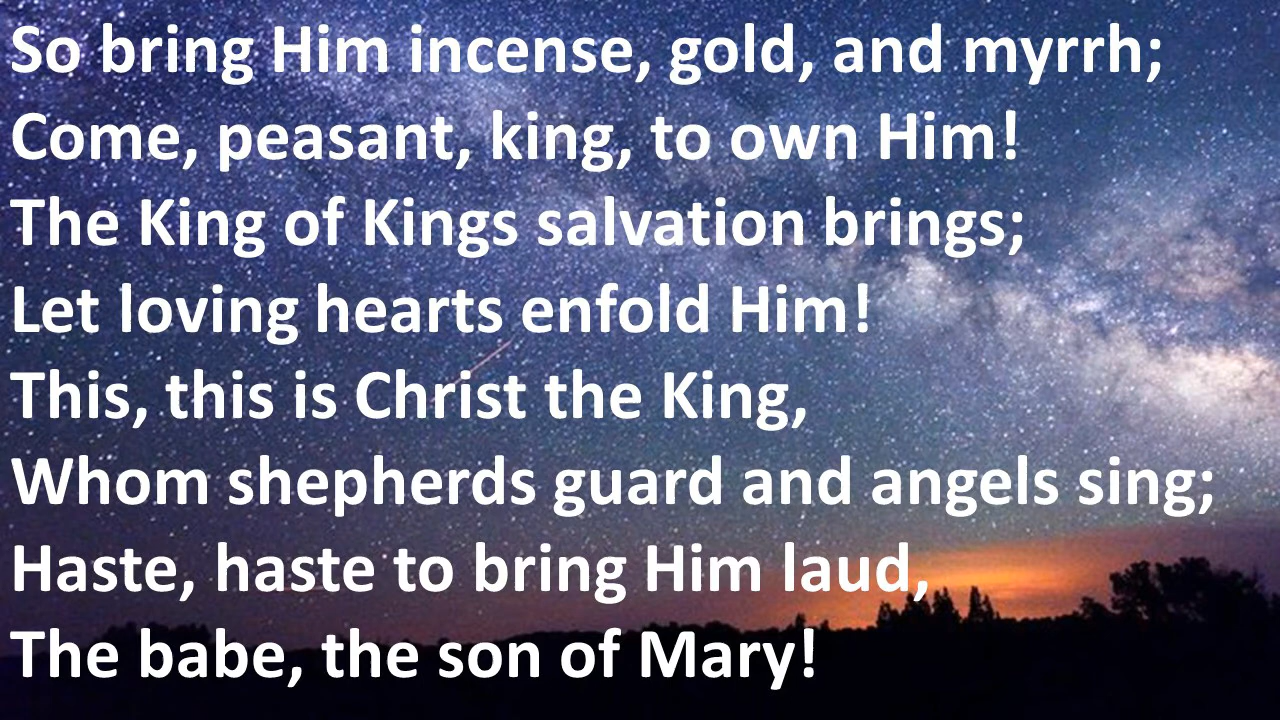 So bring Him incense, gold, and myrrh;
Come, peasant, king, to own Him!
The King of Kings salvation brings;
Let loving hearts enfold Him!
This, this is Christ the King,
Whom shepherds guard and angels sing;
Haste, haste to bring Him laud,
The babe, the son of Mary!